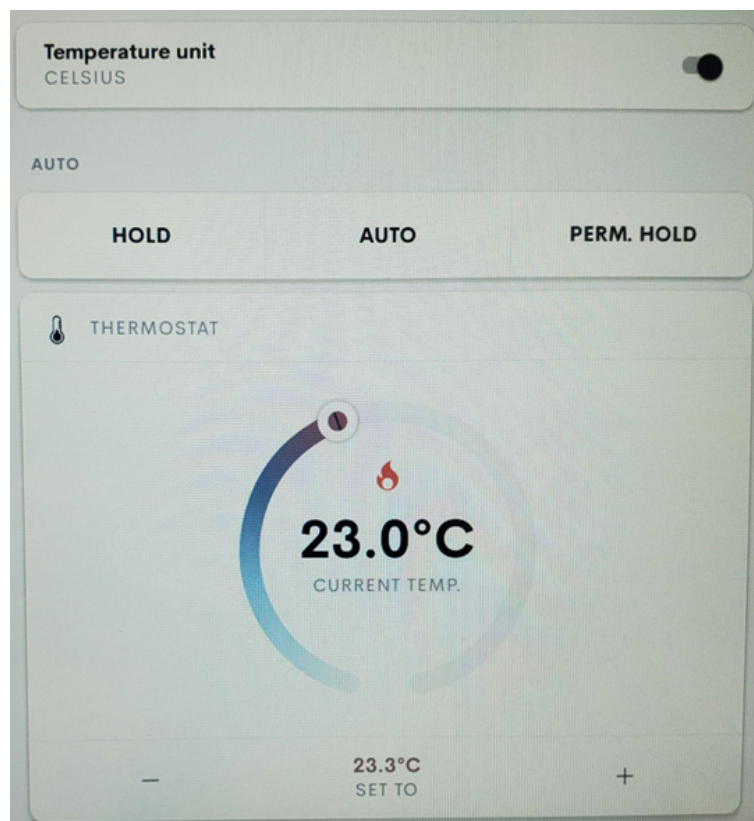 Temperature unit
CELSIUS
AUTO
HOLD AUTO PERM. HOLD
THERMOSTAT
23.0°C
CURRENT TEMP.
− 23.3°C +
SET TO